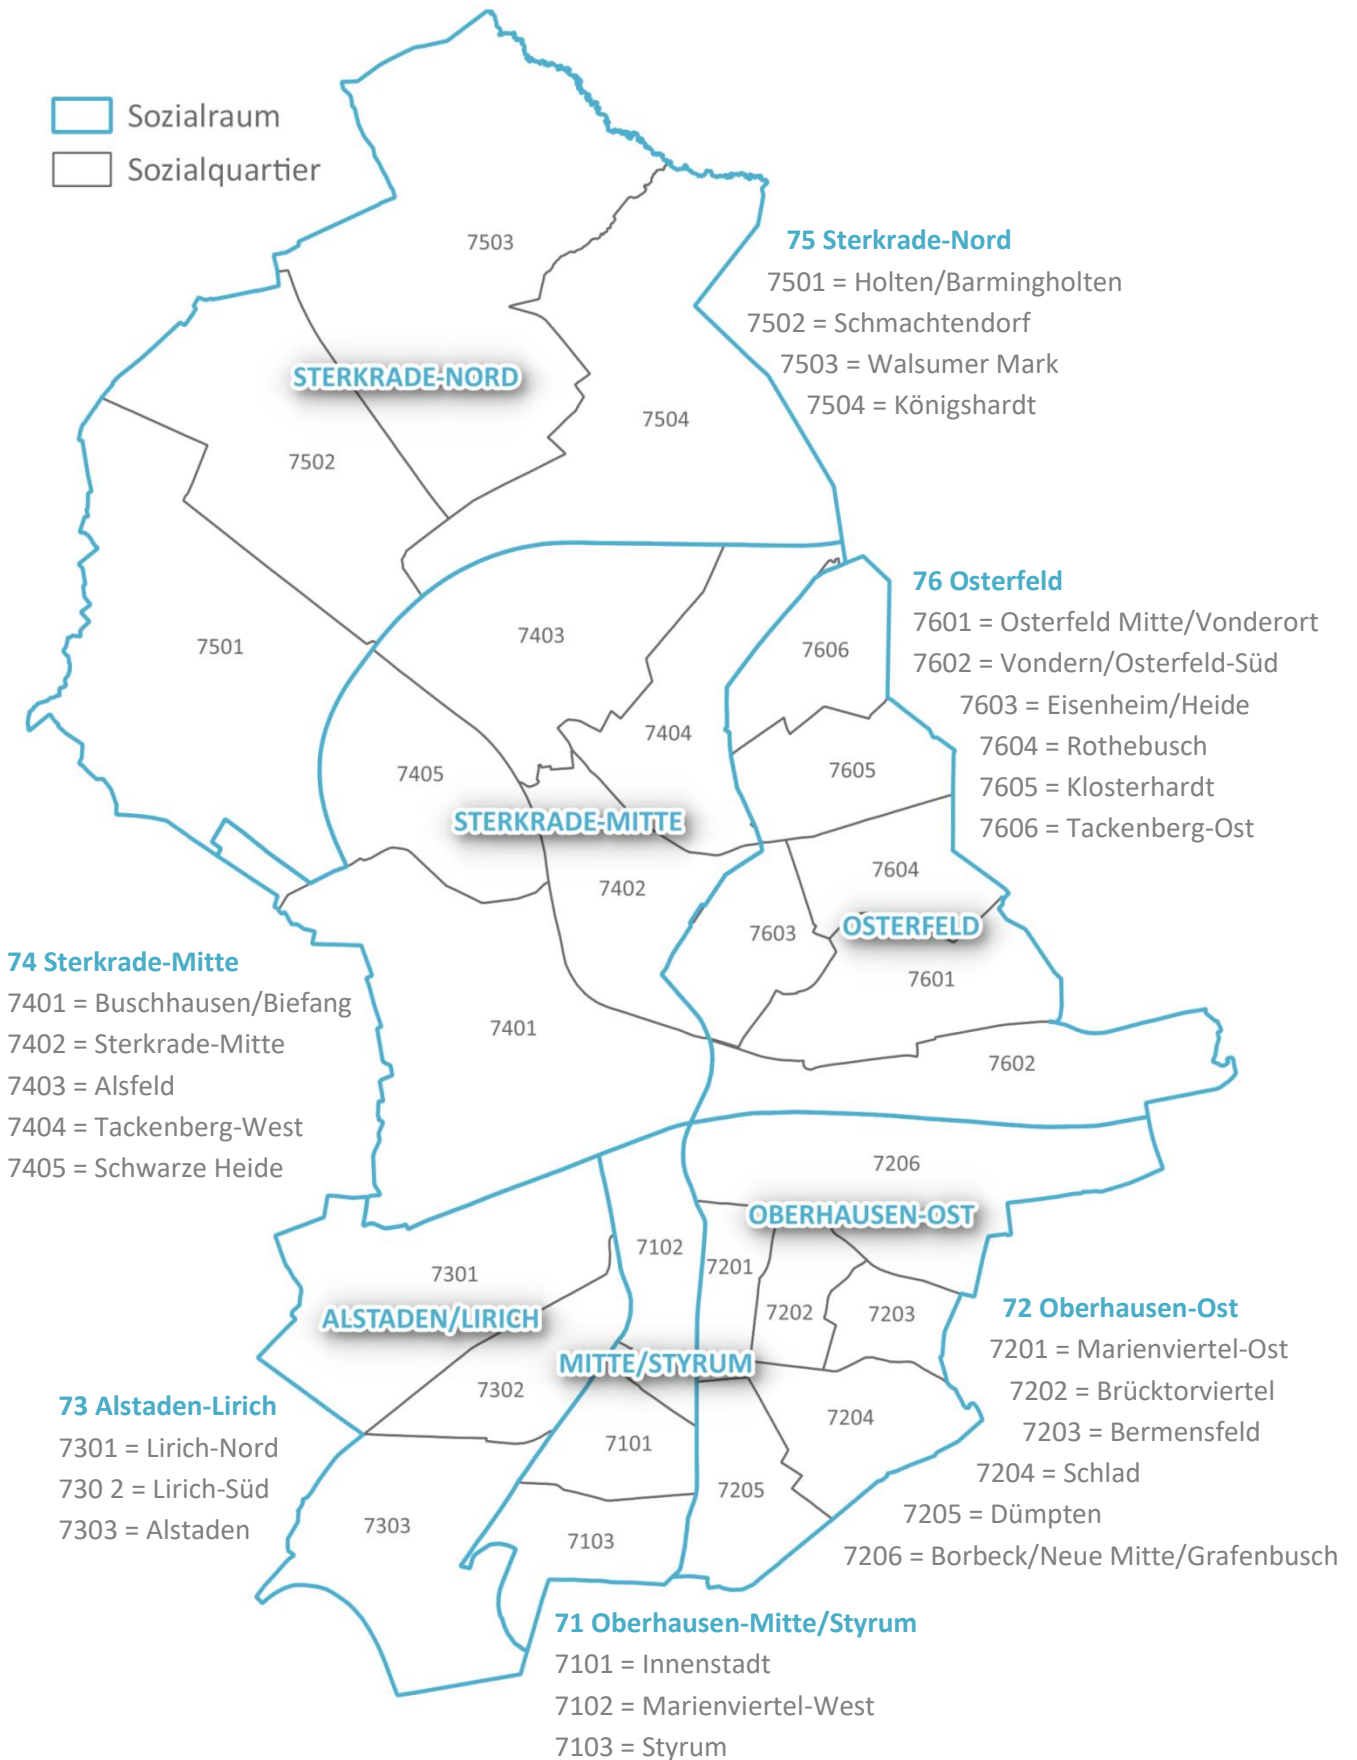 Sozialraum
Sozialquartier
7503
75 Sterkrade-Nord
7501 = Holten/Barmingholten
7502 = Schmachtendorf
7503 = Walsumer Mark
7504 = Königshardt
STERKRADE-NORD
7504
7502
76 Osterfeld
7601 = Osterfeld Mitte/Vonderort
7602 = Vondern/Osterfeld-Süd
7603 = Eisenheim/Heide
7604 = Rothebusch
7605 = Klosterhardt
7606 = Tackenberg-Ost
7501
7403
7606
7404
7405
7605
STERKRADE-MITTE
7402
7604
7603
OSTERFELD
7601
74 Sterkrade-Mitte
7401 = Buschhausen/Biefang
7402 = Sterkrade-Mitte
7403 = Alsfeld
7404 = Tackenberg-West
7405 = Schwarze Heide
7401
7602
7206
OBERHAUSEN-OST
7102
7201
7301
7202
7203
ALSTADEN/LIRICH
MITTE/STYRUM
72 Oberhausen-Ost
7201 = Marienviertel-Ost
7202 = Brücktorviertel
7203 = Bermensfeld
7204 = Schlad
7205 = Dümpten
7206 = Borbeck/Neue Mitte/Grafenbusch
7302
7204
73 Alstaden-Lirich
7301 = Lirich-Nord
730 2 = Lirich-Süd
7303 = Alstaden
7101
7205
7303
7103
71 Oberhausen-Mitte/Styrum
7101 = Innenstadt
7102 = Marienviertel-West
7103 = Styrum